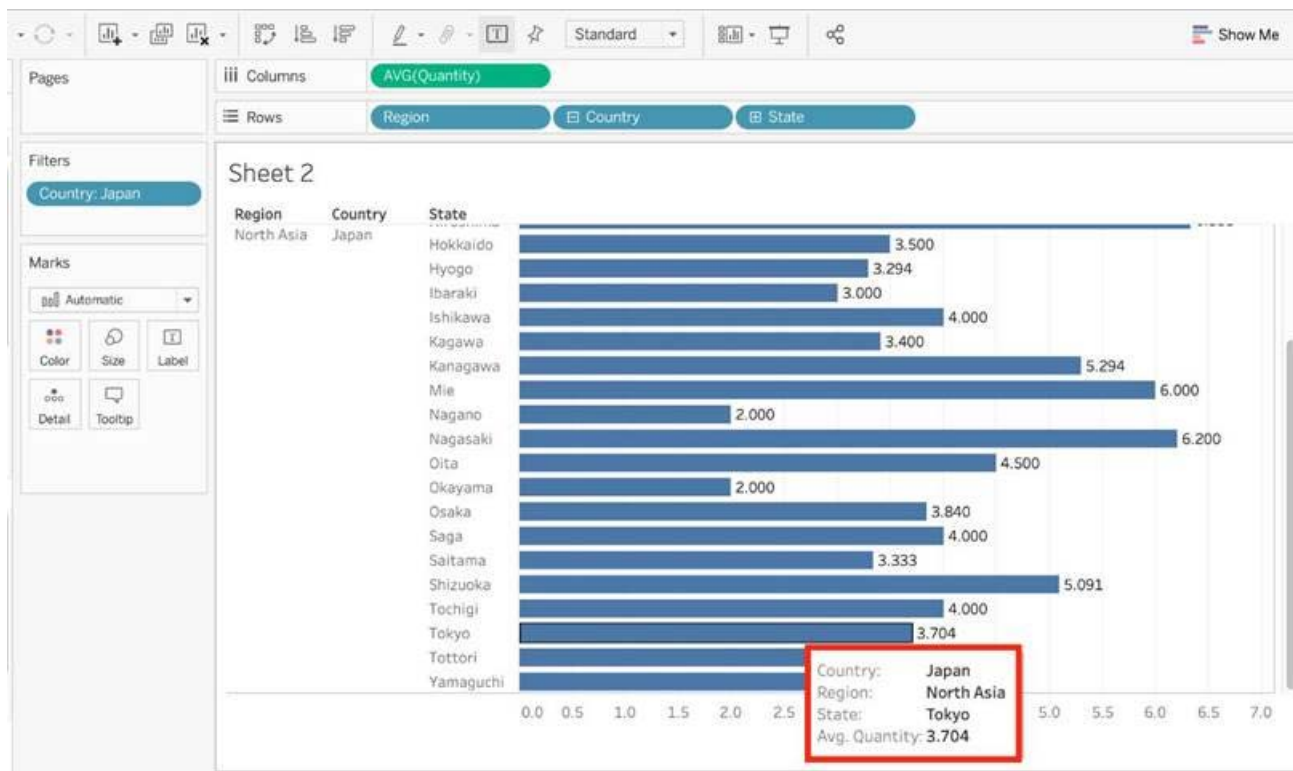 Standard
Show Me
Pages
iii Columns
AVG(Quantity)
Rows
Region
Country
State
Filters
Country: Japan
Sheet 2
Region Country State
North Asia Japan
Hokkaido 3.500
Hyogo 3.294
Ibaraki 3.000
Ishikawa 4.000
Kagawa 3.400
Kanagawa 5.294
Mie 6.000
Nagano 2.000
Nagasaki 6.200
Oita 4.500
Okayama 2.000
Osaka 3.840
Saga 4.000
Saitama 3.333
Shizuoka 5.091
Tochigi 4.000
Tokyo 3.704
Tottori
Yamaguchi
0.0 0.5 1.0 1.5 2.0 2.5 5.0 5.5 6.0 6.5 7.0
Country: Japan
Region: North Asia
State: Tokyo
Avg. Quantity: 3.704
Marks
Automatic
Color Size Label
Detail Tooltip